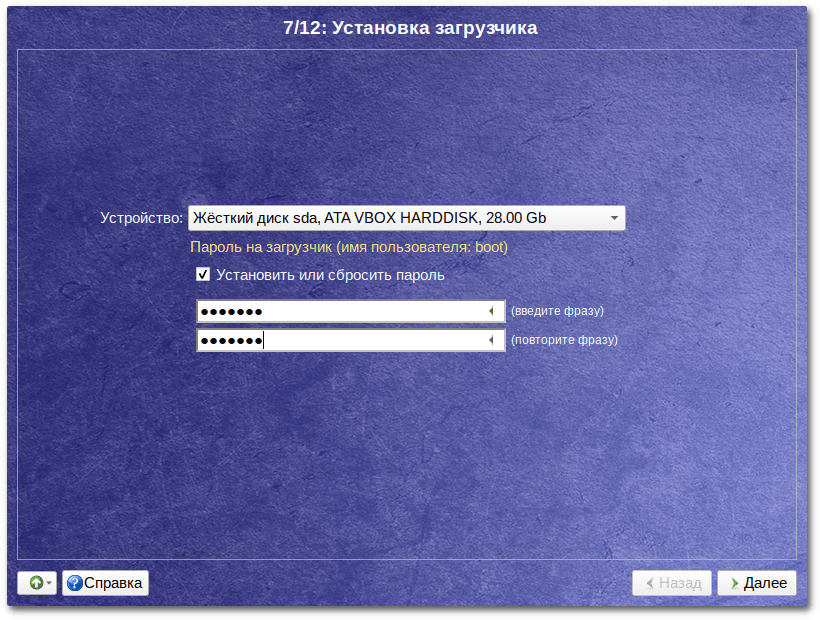 7/12: Установка загрузчика
Устройство: Жёсткий диск sda, ATA VBOX HARDDISK, 28.00 Gb
Пароль на загрузчик (имя пользователя: boot)
Установить или сбросить пароль
●●●●●●● (введите фразу)
●●●●●●● (повторите фразу)
Справка Назад Далее